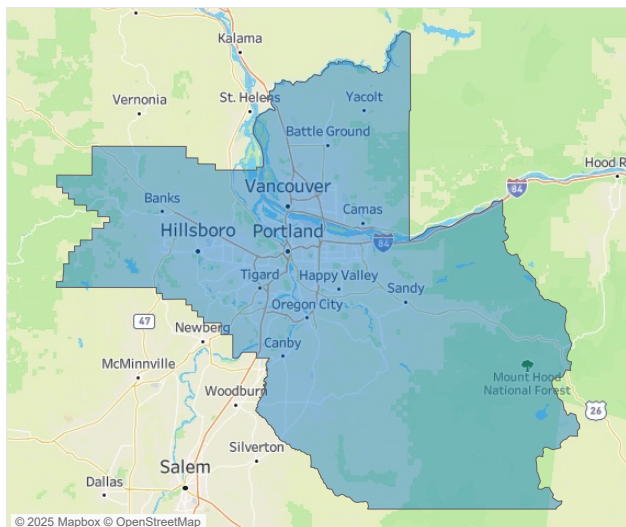 Kalama
Vernonia
St. Helens
Yacolt
Battle Ground
Hood R
84
Vancouver
Banks
Camas
Hillsboro
Portland
84
Tigard
Happy Valley
Sandy
47
Oregon City
Newberg
Canby
McMinnville
Mount Hood
National Forest
Woodburn
26
Silverton
Salem
Dallas
© 2025 Mapbox © OpenStreetMap